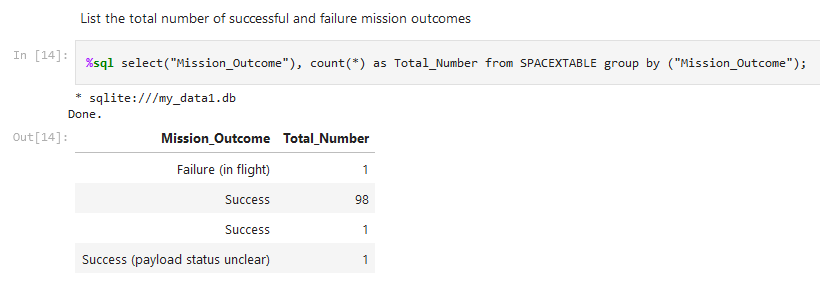 List the total number of successful and failure mission outcomes
In [14]: %sql select("Mission_Outcome"), count(*) as Total_Number from SPACEXTABLE group by ("Mission_Outcome");
* sqlite:///my_data1.db
Done.
Out[14]: Mission_Outcome Total_Number
Failure (in flight) 1
Success 98
Success 1
Success (payload status unclear) 1